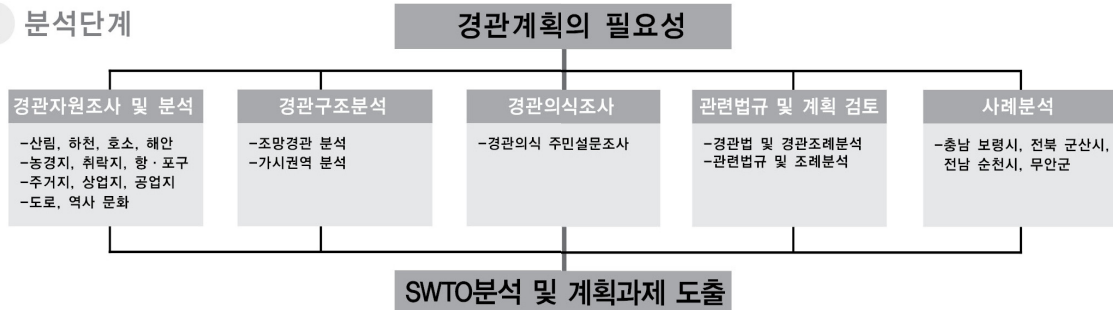 분석단계
경관계획의 필요성
경관자원조사 및 분석
-산림, 하천, 호소, 해안
-농경지, 취락지, 항·포구
-주거지, 상업지, 공업지
-도로, 역사 문화
경관구조분석
-조망경관 분석
-가시권역 분석
경관의식조사
-경관의식 주민설문조사
관련법규 및 계획 검토
-경관법 및 경관조례분석
-관련법규 및 조례분석
사례분석
-충남 보령시, 전북 군산시,
전남 순천시, 무안군
SWTO분석 및 계획과제 도출